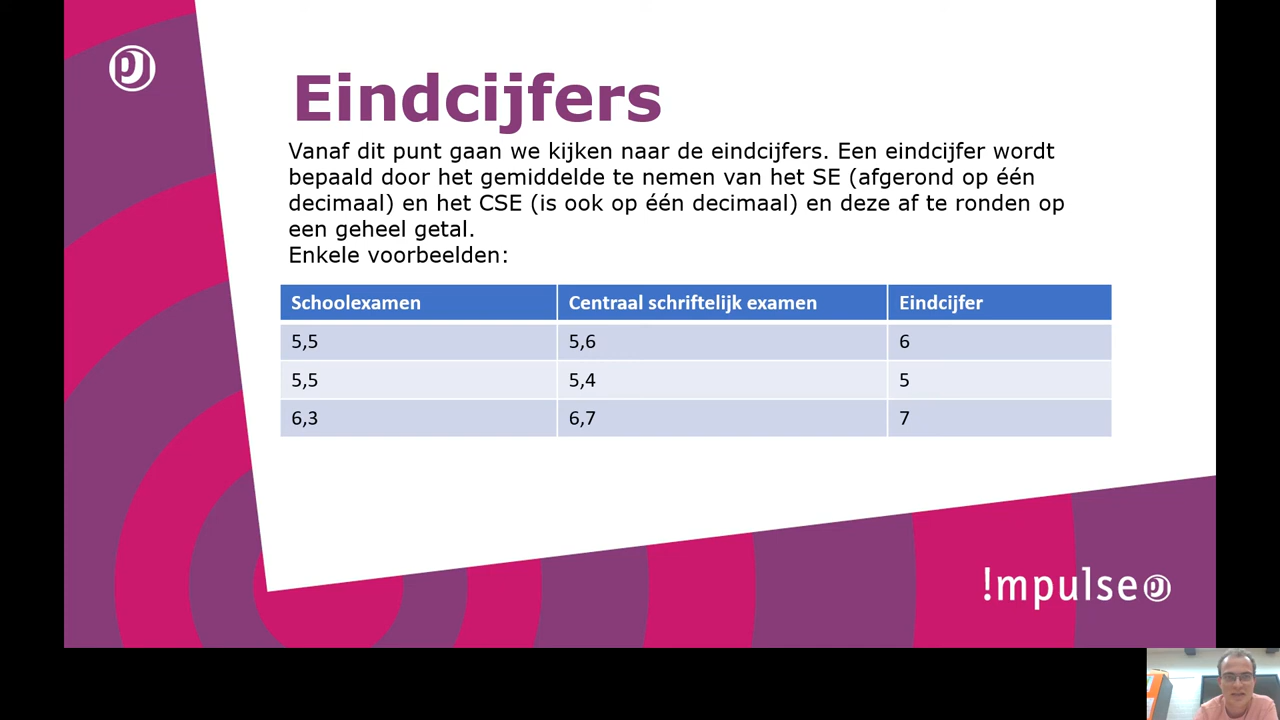 Eindcijfers
Vanaf dit punt gaan we kijken naar de eindcijfers. Een eindcijfer wordt
bepaald door het gemiddelde te nemen van het SE (afgerond op één
decimaal) en het CSE (is ook op één decimaal) en deze af te ronden op
een geheel getal.
Enkele voorbeelden:
Schoolexamen Centraal schriftelijk examen Eindcijfer
5,5 5,6 6
5,5 5,4 5
6,3 6,7 7
!mpulse